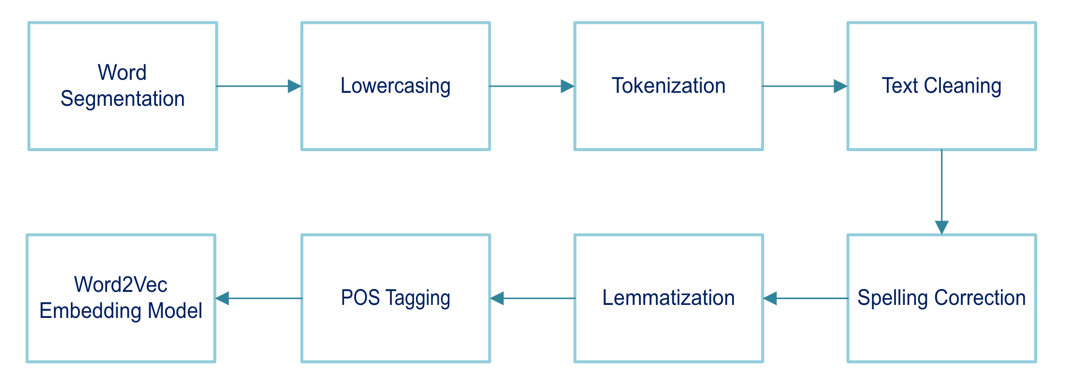 Word
Segmentation
Lowercasing
Tokenization
Text Cleaning
Spelling Correction
Lemmatization
POS Tagging
Word2Vec
Embedding Model